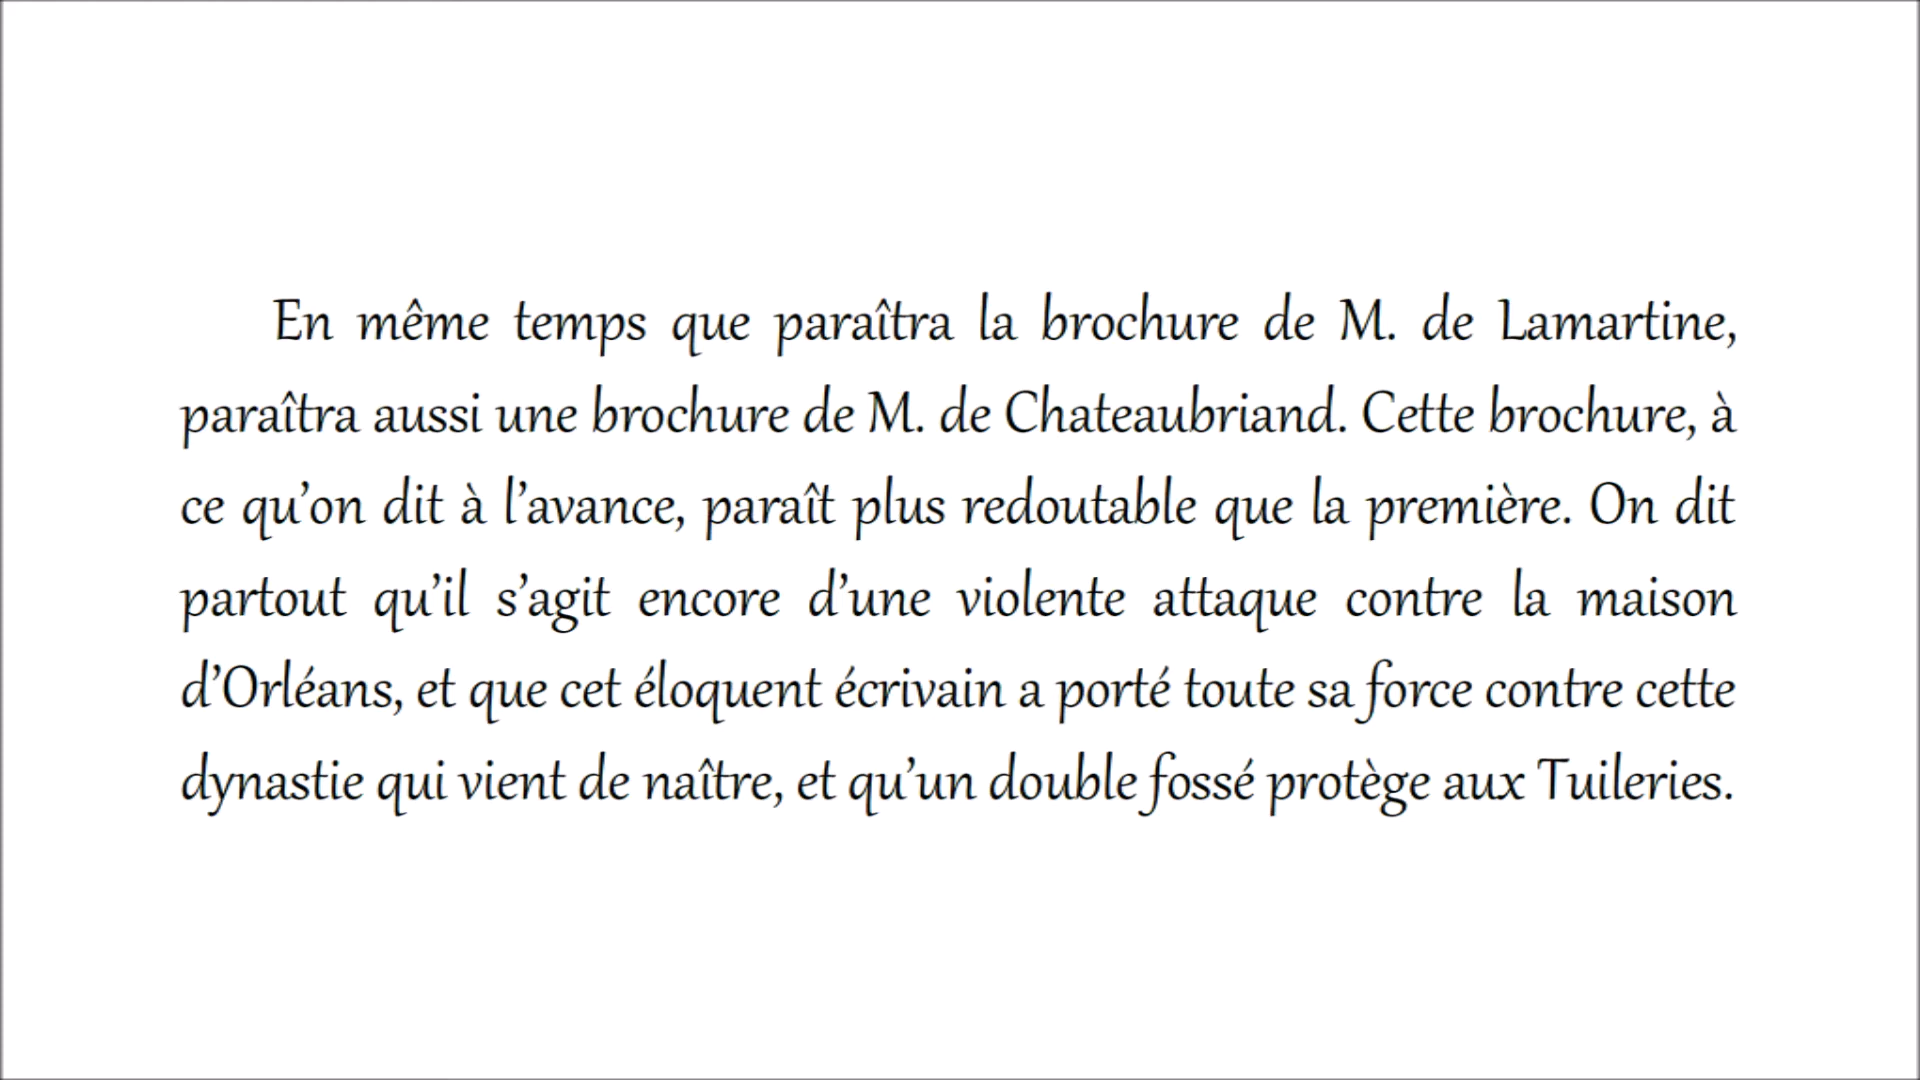 En même temps que paraîtra la brochure de M. de Lamartine,
paraîtra aussi une brochure de M. de Chateaubriand. Cette brochure, à
ce qu’on dit à l’avance, paraît plus redoutable que la première. On dit
partout qu’il s’agit encore d’une violente attaque contre la maison
d’Orléans, et que cet éloquent écrivain a porté toute sa force contre cette
dynastie qui vient de naître, et qu’un double fossé protège aux Tuileries.